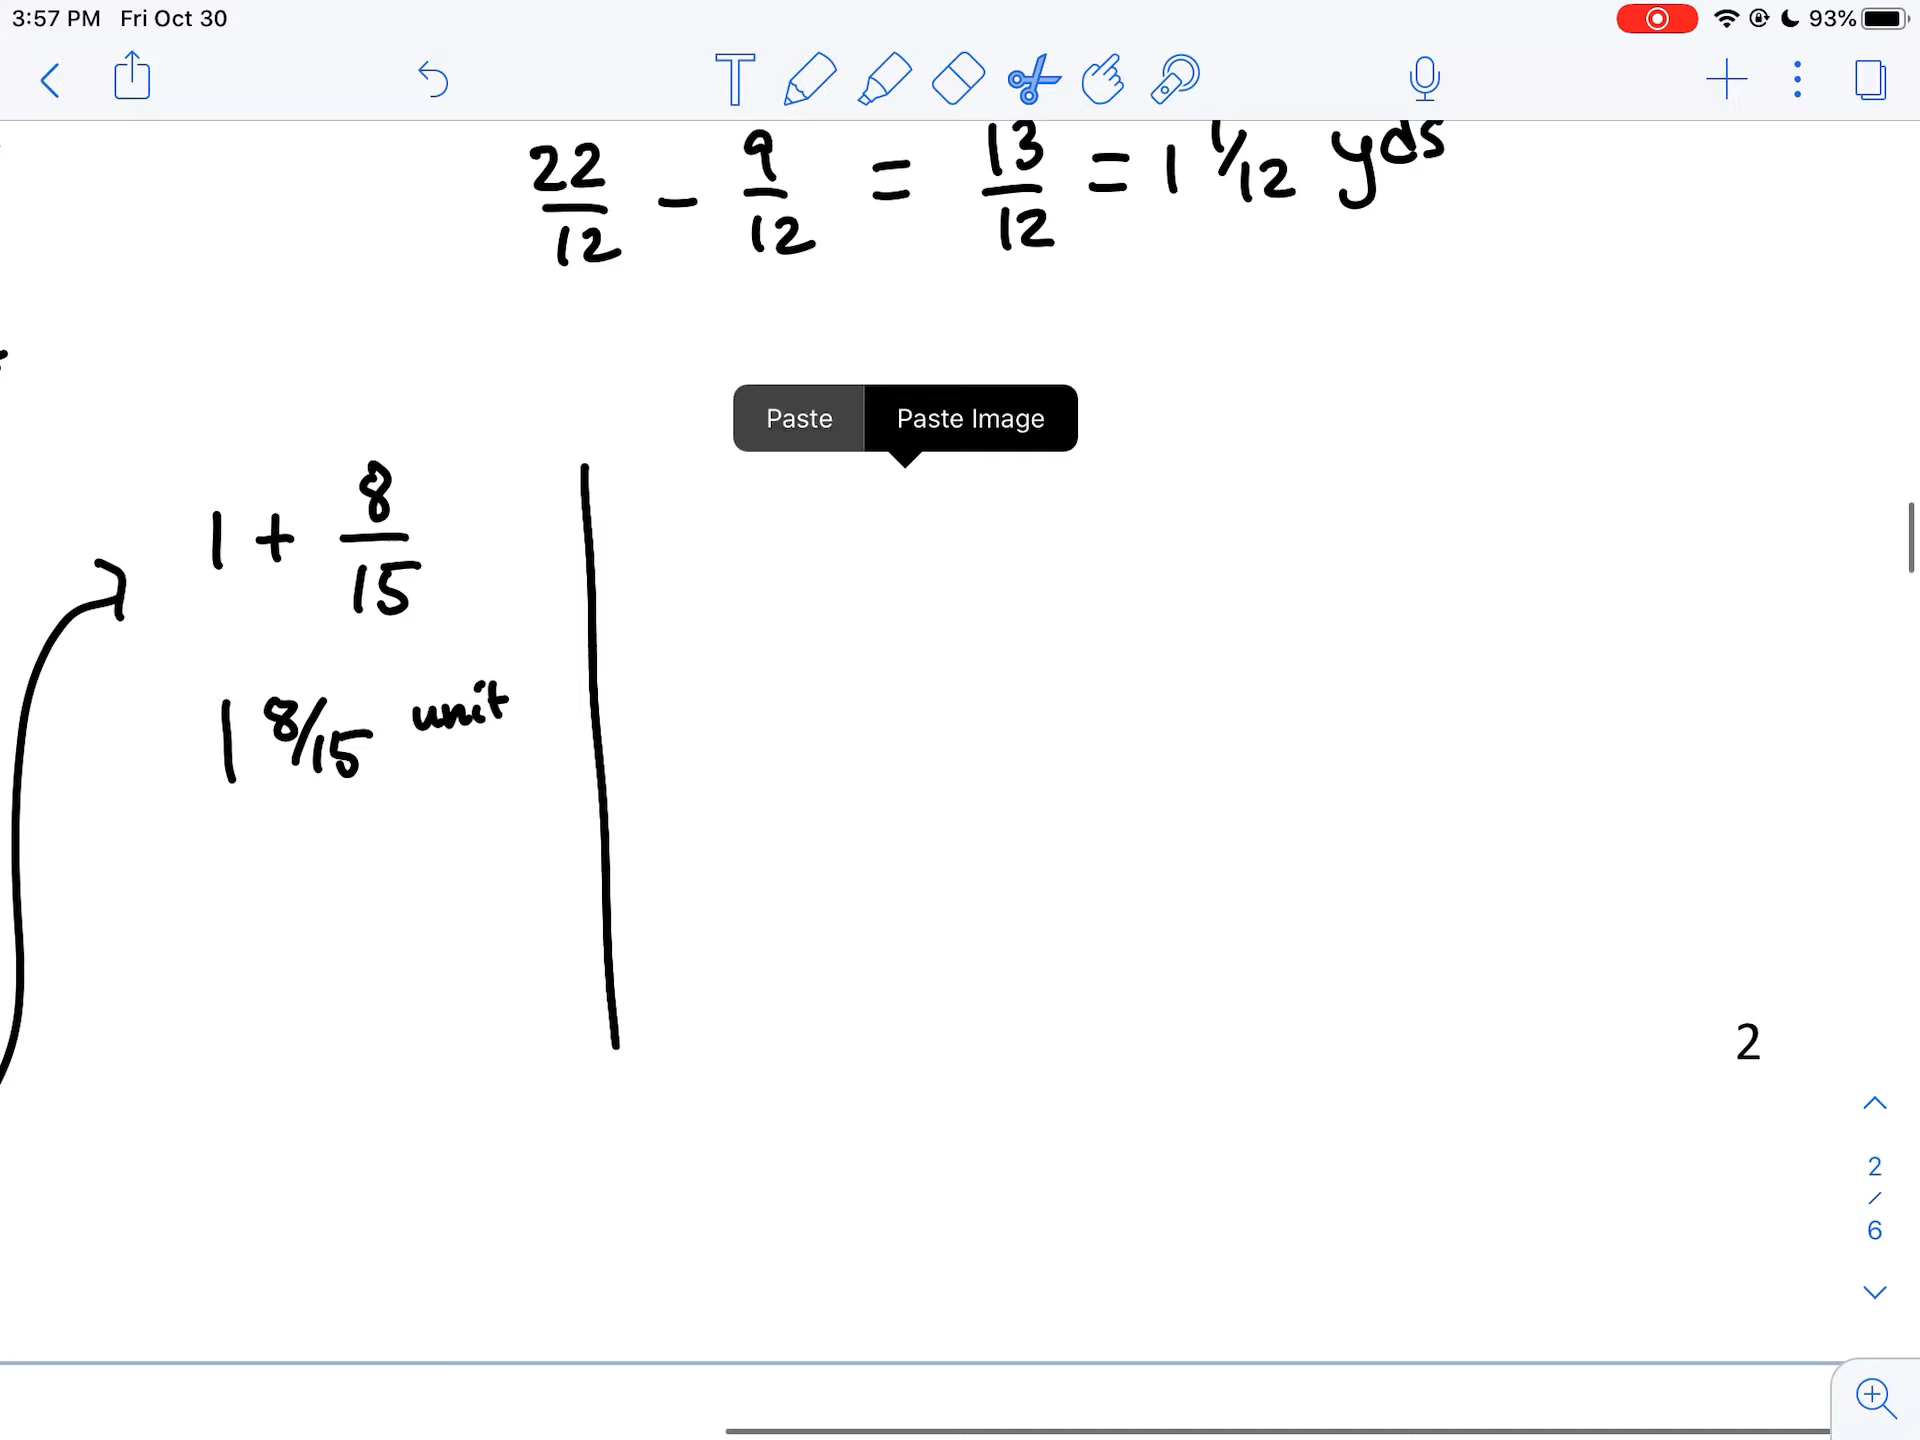 3:57 PM Fri Oct 30
93%
22/12 - 9/12 = 13/12 = 1 1/12 yds
Paste Paste Image
1 + 8/15
1 8/15 unit
2
2
/
6